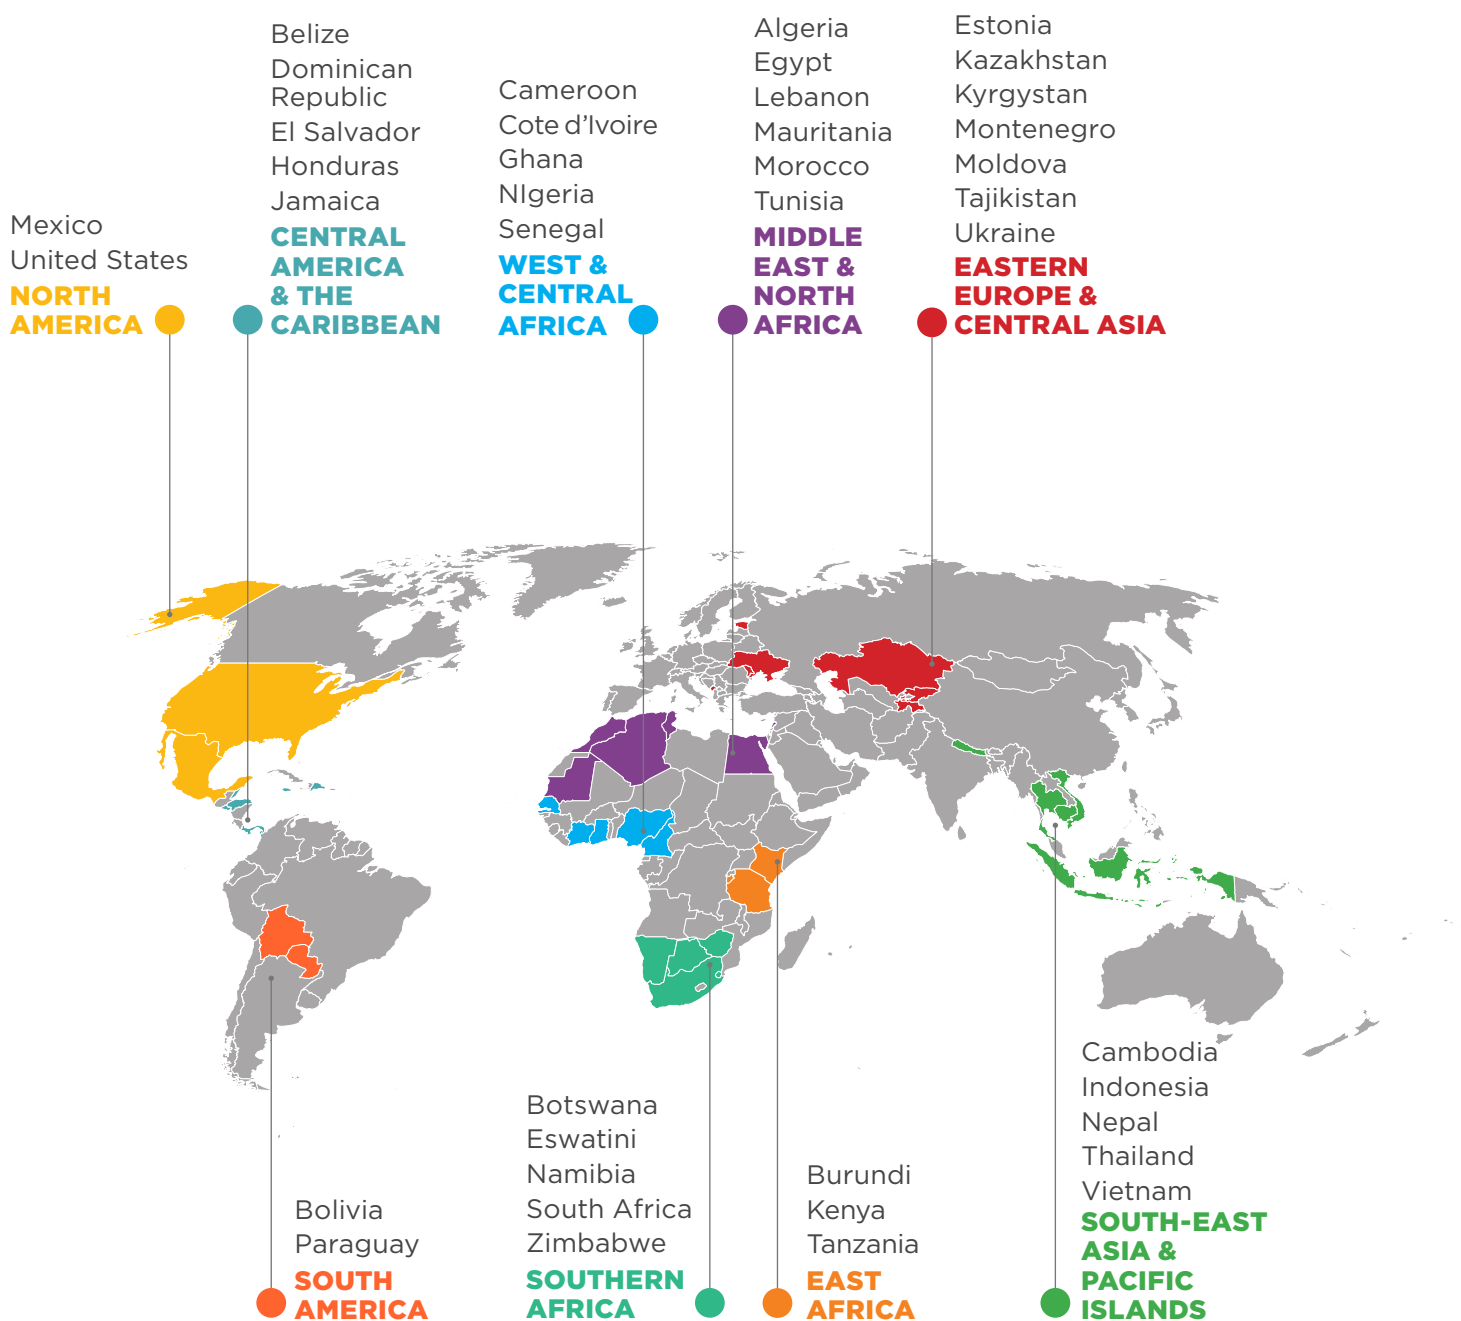 Mexico
United States
NORTH
AMERICA
Belize
Dominican
Republic
El Salvador
Honduras
Jamaica
CENTRAL
AMERICA
& THE
CARIBBEAN
Cameroon
Cote d’Ivoire
Ghana
NIgeria
Senegal
WEST &
CENTRAL
AFRICA
Algeria
Egypt
Lebanon
Mauritania
Morocco
Tunisia
MIDDLE
EAST &
NORTH
AFRICA
Estonia
Kazakhstan
Kyrgystan
Montenegro
Moldova
Tajikistan
Ukraine
EASTERN
EUROPE &
CENTRAL ASIA
Bolivia
Paraguay
SOUTH
AMERICA
Botswana
Eswatini
Namibia
South Africa
Zimbabwe
SOUTHERN
AFRICA
Burundi
Kenya
Tanzania
EAST
AFRICA
Cambodia
Indonesia
Nepal
Thailand
Vietnam
SOUTH-EAST
ASIA &
PACIFIC
ISLANDS